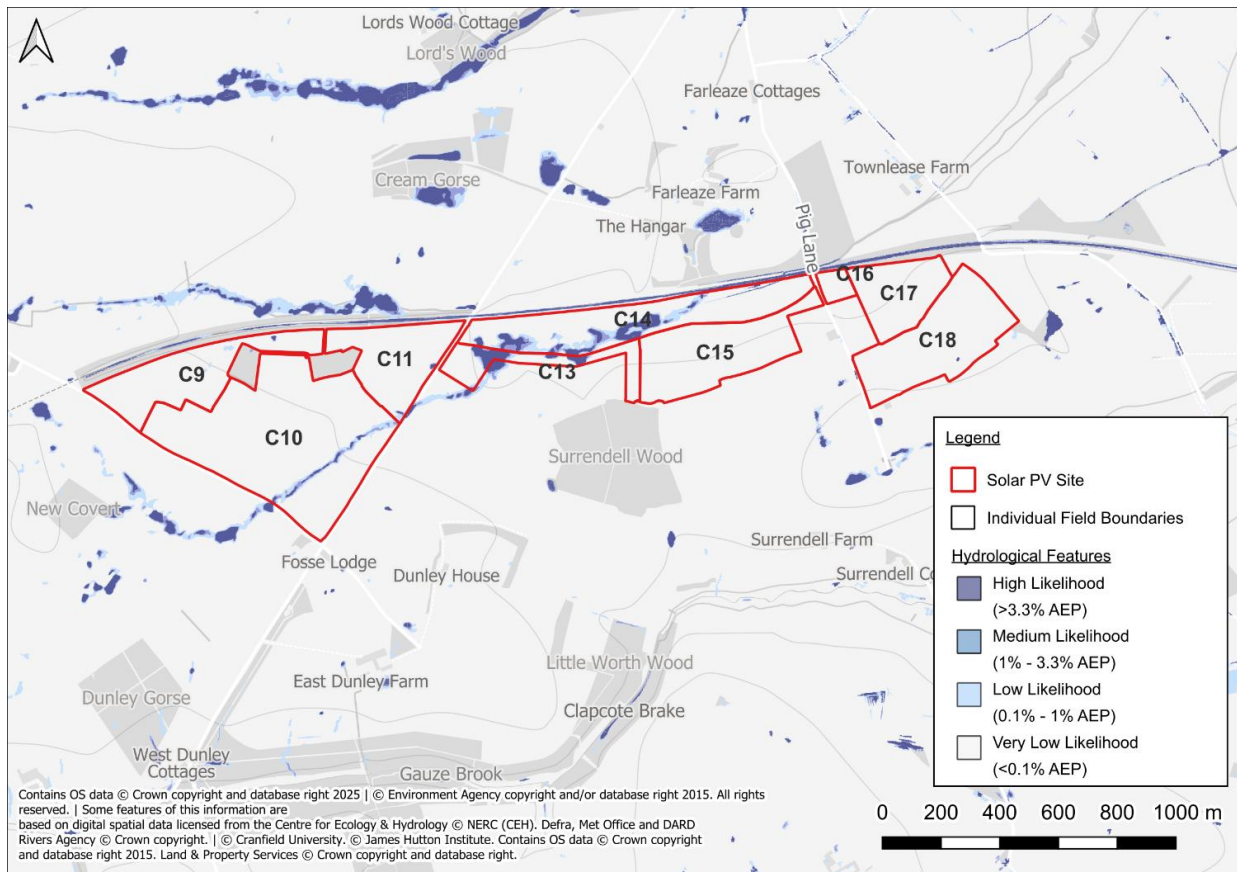 Lords Wood Cottage
Lord's Wood
Farleaze Cottages
Cream Gorse
Townlease Farm
Farleaze Farm
The Hangar
Pig Lane
C16
C17
C14
C11
C9
C15
C18
C13
C10
Surrendell Wood
New Covert
Fosse Lodge
Dunley House
Surrendell Farm
Surrendell
Little Worth Wood
East Dunley Farm
Dunley Gorse
Clapcote Brake
West Dunley
Cottages
Gauze Brook
Legend
Solar PV Site
Individual Field Boundaries
Hydrological Features
High Likelihood
(>3.3% AEP)
Medium Likelihood
(1% - 3.3% AEP)
Low Likelihood
(0.1% - 1% AEP)
Very Low Likelihood
(<0.1% AEP)
Contains OS data © Crown copyright and database right 2025 | © Environment Agency copyright and/or database right 2015. All rights
reserved. | Some features of this information are
based on digital spatial data licensed from the Centre for Ecology & Hydrology © NERC (CEH). Defra, Met Office and DARD
Rivers Agency © Crown copyright. | © Cranfield University. © James Hutton Institute. Contains OS data © Crown copyright
and database right 2015. Land & Property Services © Crown copyright and database right.
0 200 400 600 800 1000 m